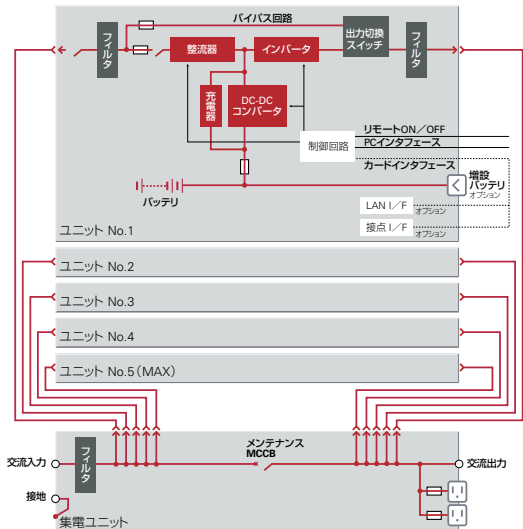 バイパス回路
フィルタ
整流器
インバータ
出力切換
スイッチ
フィルタ
充電器
DC-DC
コンバータ
制御回路
リモートON／OFF
PCインタフェース
カードインタフェース
バッテリ
増設
バッテリ
オプション
LAN I／F
オプション
接点 I／F
オプション
ユニット No.1
ユニット No.2
ユニット No.3
ユニット No.4
ユニット No.5（MAX）
メンテナンス
MCCB
交流入力
フィルタ
交流出力
接地
集電ユニット